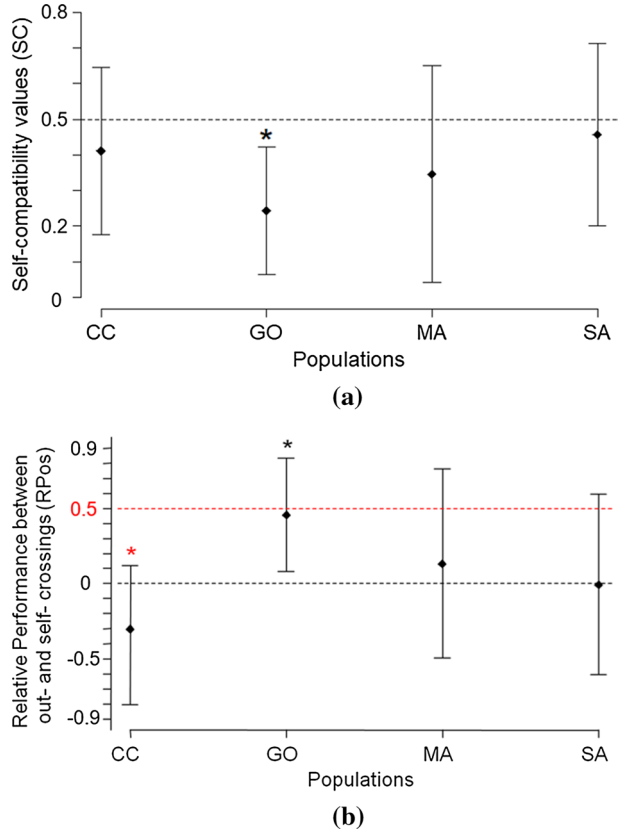 Self-compatibility values (SC)
0.8
0.5
0.2
0
*
CC GO MA SA
Populations
(a)
Relative Performance between
out- and self- crossings (RPos)
0.9
0.5
0
-0.5
-0.9
*
*
CC GO MA SA
Populations
(b)